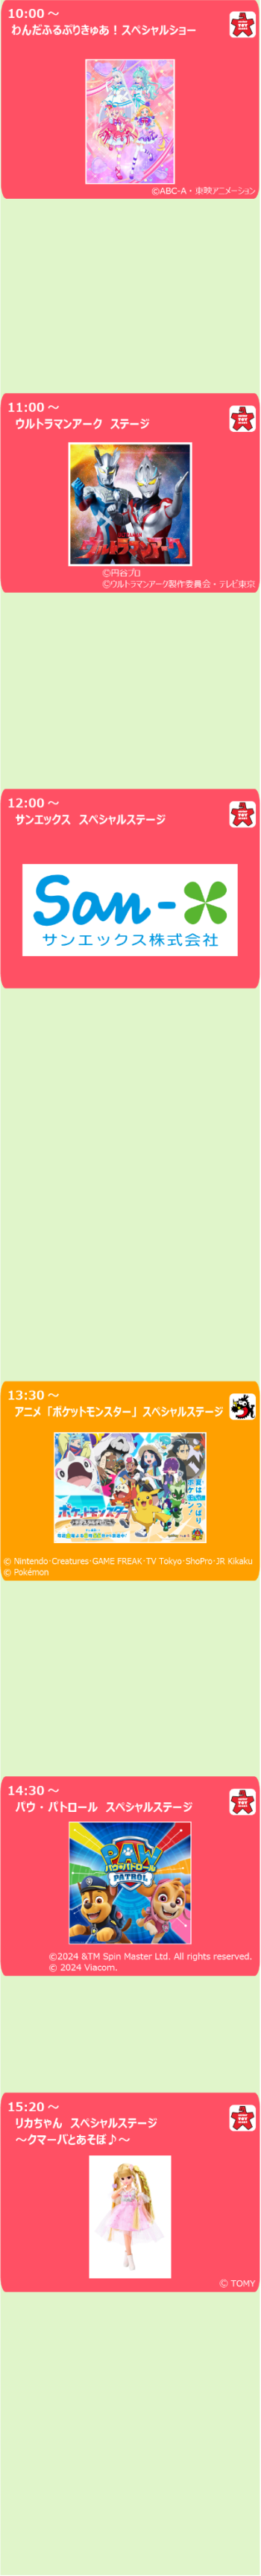 10:00 ～
わんだふるぷりきゅあ！スペシャルショー
©ABC-A・東映アニメーション
11:00 ～
ウルトラマンアーク ステージ
ウルトラマンアーク
©円谷プロ
©ウルトラマンアーク製作委員会・テレビ東京
12:00 ～
サンエックス スペシャルステージ
San-X
サンエックス株式会社
13:30 ～
アニメ「ポケットモンスター」スペシャルステージ
ポケットモンスター
© Nintendo･Creatures･GAME FREAK･TV Tokyo･ShoPro･JR Kikaku
© Pokémon
14:30 ～
パウ・パトロール スペシャルステージ
PAW
パウ・パトロール
PATROL
©2024 &TM Spin Master Ltd. All rights reserved.
© 2024 Viacom.
15:20 ～
リカちゃん スペシャルステージ
～クマーバとあそぼ♪～
© TOMY